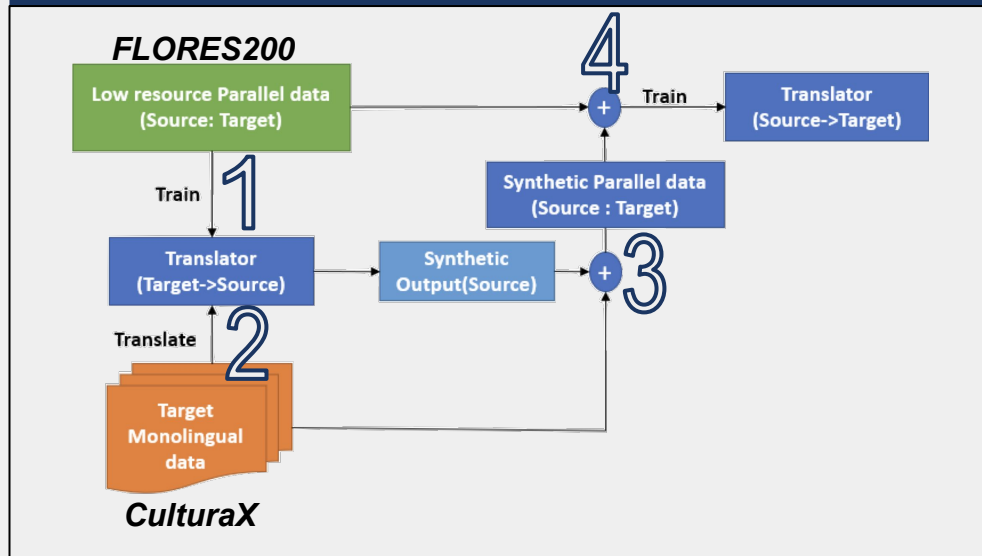 FLORES200
4
Low resource Parallel data
(Source: Target)
Train
Translator
(Source->Target)
+
1
Train
Synthetic Parallel data
(Source : Target)
Translator
(Target->Source)
Synthetic
Output(Source)
+
3
Translate
2
Target
Monolingual
data
CulturaX